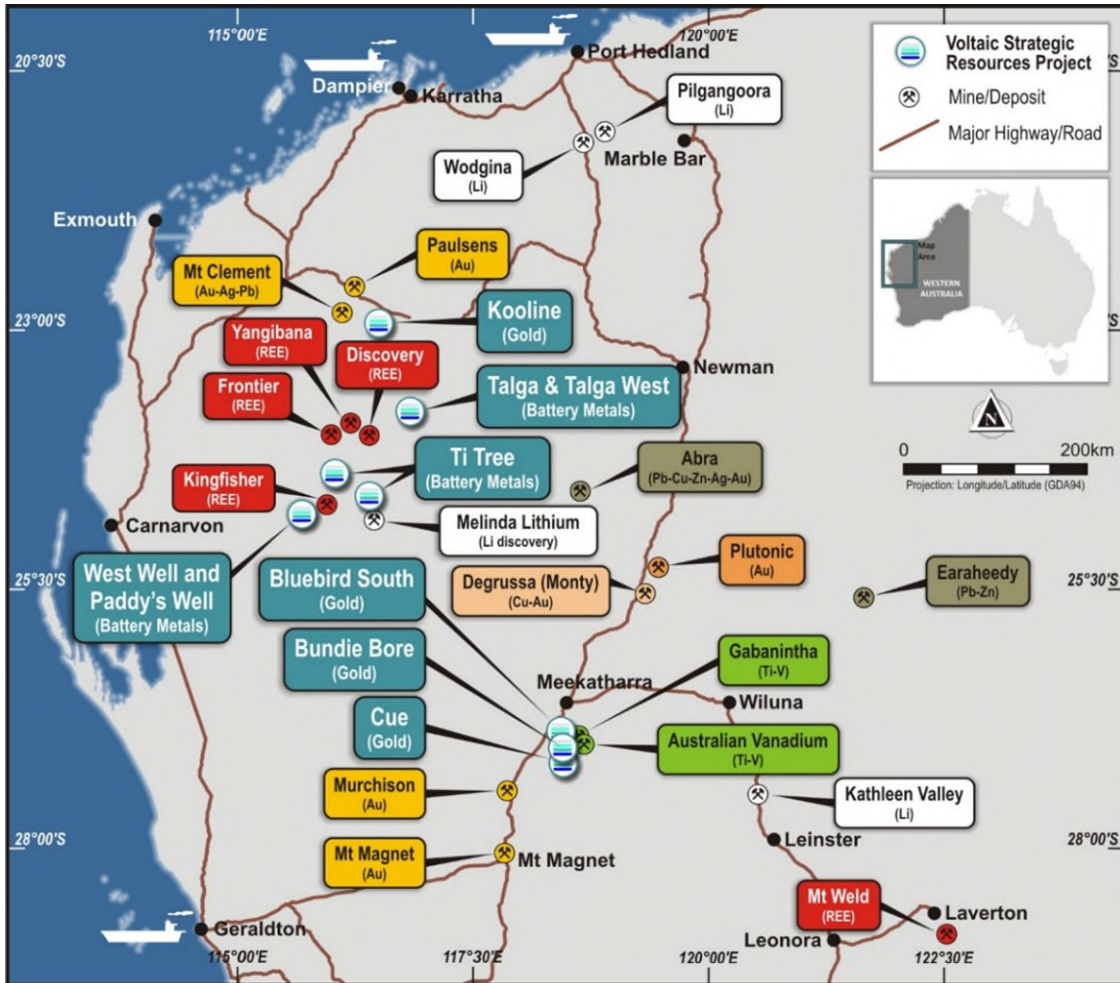 115°00'E
120°00'E
20°30'S
Port Hedland
Dampier
Karratha
Pilgangoora
(Li)
Wodgina
(Li)
Marble Bar
Voltaic Strategic
Resources Project
Mine/Deposit
Major Highway/Road
Map
Area
WESTERN
AUSTRALIA
Exmouth
Paulsens
(Au)
Mt Clement
(Au-Ag-Pb)
23°00'S
Kooline
(Gold)
Yangibana
(REE)
Discovery
(REE)
Frontier
(REE)
Talga & Talga West
(Battery Metals)
Newman
N
0
200km
Projection: Longitude/Latitude (GDA94)
Ti Tree
(Battery Metals)
Abra
(Pb-Cu-Zn-Ag-Au)
Kingfisher
(REE)
Carnarvon
Melinda Lithium
(Li discovery)
West Well and
Paddy's Well
(Battery Metals)
Bluebird South
(Gold)
Plutonic
(Au)
Degrussa (Monty)
(Cu-Au)
Earaheedy
(Pb-Zn)
25°30'S
25°30'S
Bundie Bore
(Gold)
Gabanintha
(Ti-V)
Meekatharra
Wiluna
Cue
(Gold)
Australian Vanadium
(Ti-V)
Murchison
(Au)
Kathleen Valley
(Li)
28°00'S
28°00'S
Leinster
Mt Magnet
(Au)
Mt Magnet
Mt Weld
(REE)
Laverton
Geraldton
Leonora
115°00'E
117°30'E
120°00'E
122°30'E